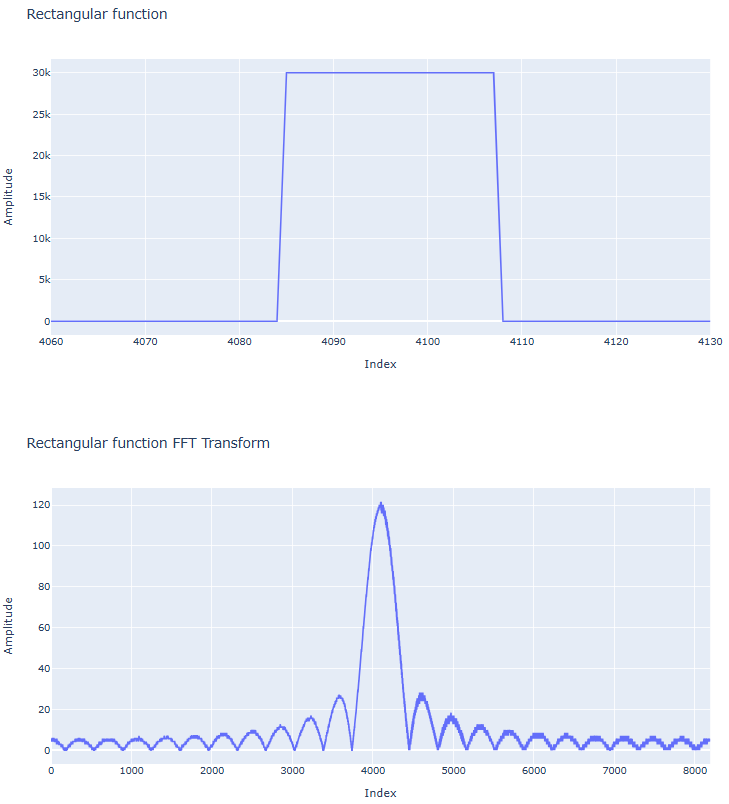 Rectangular function
30k
25k
20k
15k
10k
5k
0
Amplitude
4060 4070 4080 4090 4100 4110 4120 4130
Index
Rectangular function FFT Transform
120
100
80
60
40
20
0
Amplitude
0 1000 2000 3000 4000 5000 6000 7000 8000
Index